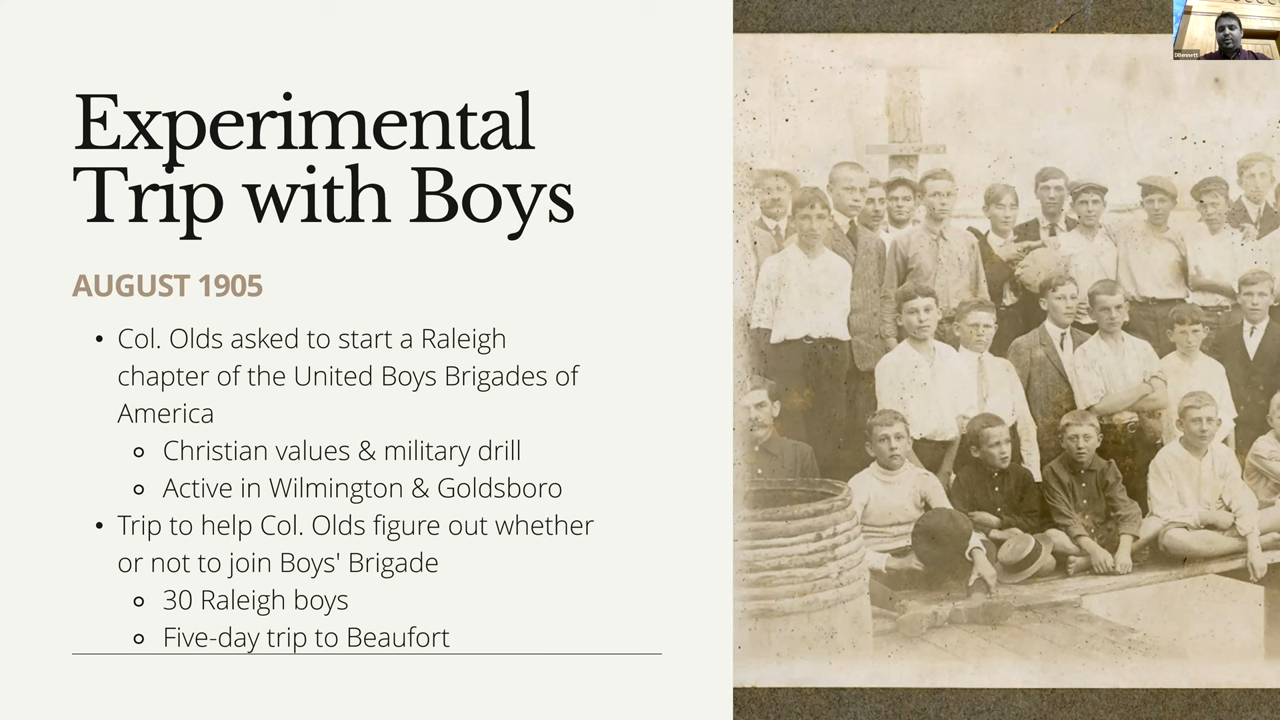 Experimental
Trip with Boys
AUGUST 1905
• Col. Olds asked to start a Raleigh
chapter of the United Boys Brigades of
America
Christian values & military drill
Active in Wilmington & Goldsboro
• Trip to help Col. Olds figure out whether
or not to join Boys' Brigade
30 Raleigh boys
Five-day trip to Beaufort
DBennett